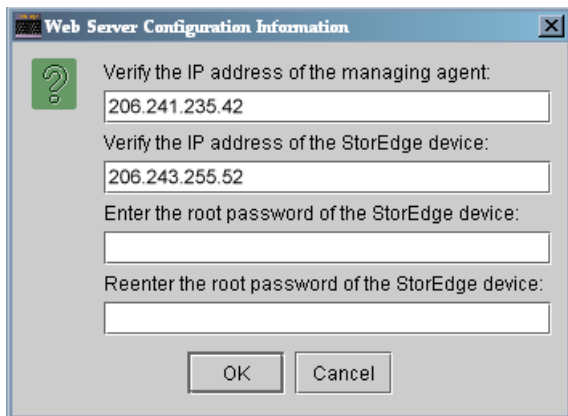 Web Server Configuration Information
Verify the IP address of the managing agent:
206.241.235.42
Verify the IP address of the StorEdge device:
206.243.255.52
Enter the root password of the StorEdge device:
Reenter the root password of the StorEdge device:
OK Cancel